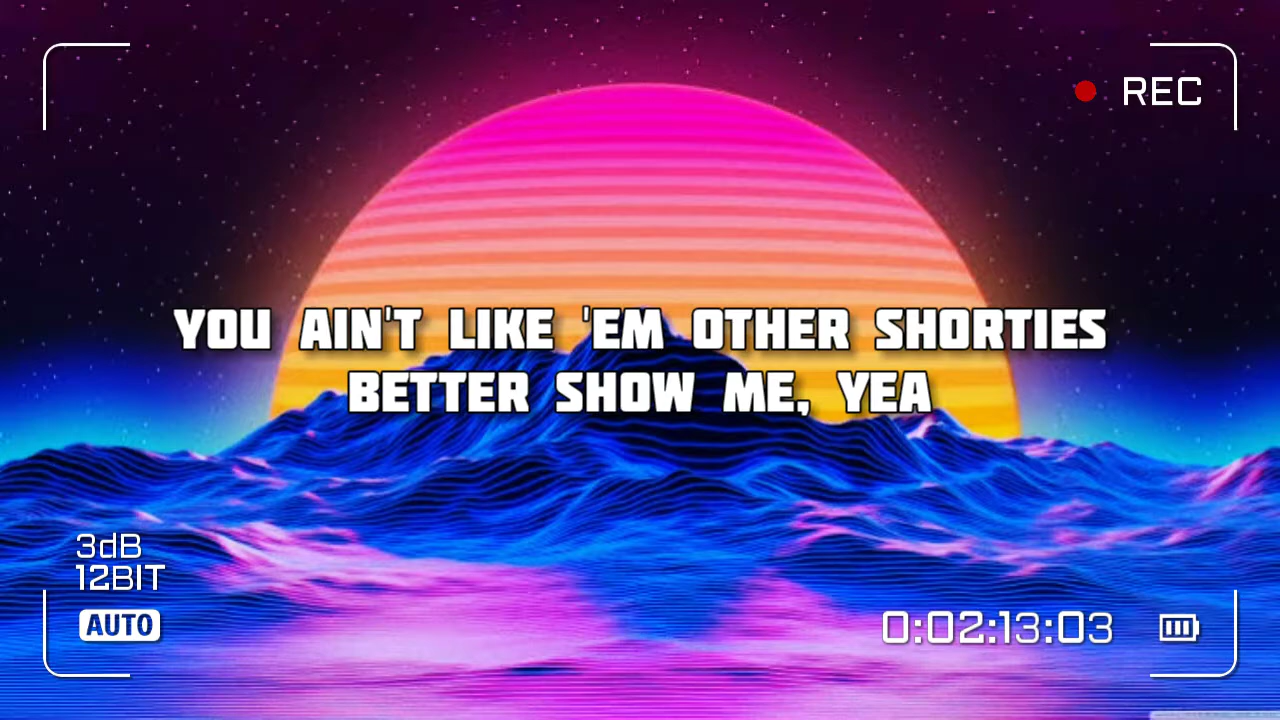 REC
YOU AIN'T LIKE 'EM OTHER SHORTIES
BETTER SHOW ME, YEA
3dB
12BIT
AUTO
0:02:13:03